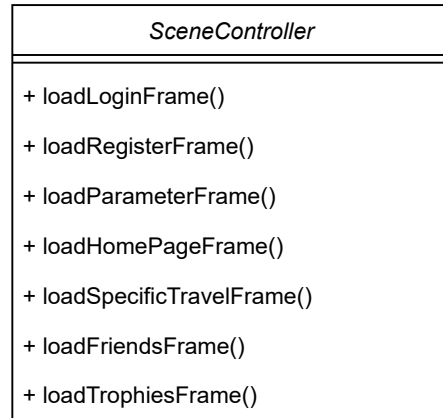 SceneController
+ loadLoginFrame()
+ loadRegisterFrame()
+ loadParameterFrame()
+ loadHomePageFrame()
+ loadSpecificTravelFrame()
+ loadFriendsFrame()
+ loadTrophiesFrame()